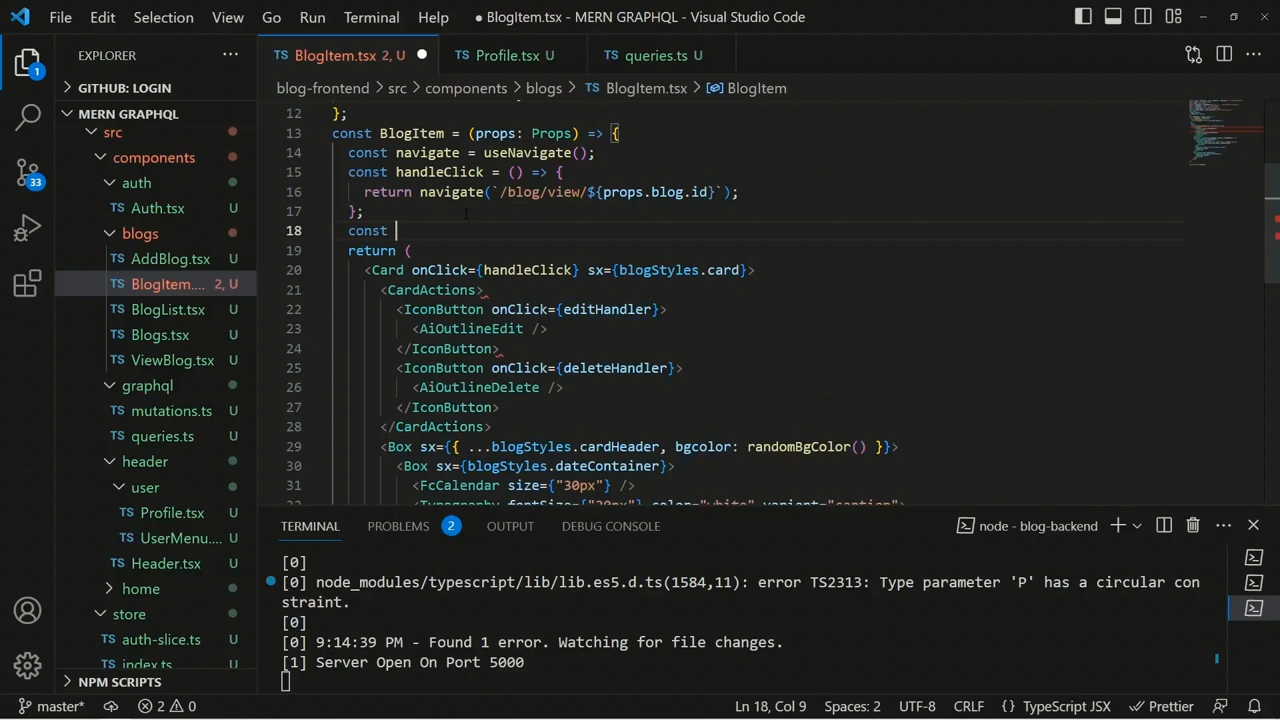 File Edit Selection View Go Run Terminal Help ● BlogItem.tsx - MERN GRAPHQL - Visual Studio Code
EXPLORER ···
GITHUB: LOGIN
MERN GRAPHQL
src
components
auth
TS Auth.tsx U
blogs
TS AddBlog.tsx U
TS BlogItem.... 2, U
TS BlogList.tsx U
TS Blogs.tsx U
TS ViewBlog.tsx U
graphql
TS mutations.ts U
TS queries.ts U
header
user
TS Profile.tsx U
TS UserMenu.... U
TS Header.tsx U
home
store
TS auth-slice.ts U
TS index.ts U
NPM SCRIPTS
1
33
TS BlogItem.tsx 2, U ● TS Profile.tsx U TS queries.ts U
blog-frontend > src > components > blogs > TS BlogItem.tsx > BlogItem
12 };
13 const BlogItem = (props: Props) => {
14 const navigate = useNavigate();
15 const handleClick = () => {
16 return navigate(`/blog/view/${props.blog.id}`);
17 };
18 const
19 return (
20 <Card onClick={handleClick} sx={blogStyles.card}>
21 <CardActions>
22 <IconButton onClick={editHandler}>
23 <AiOutlineEdit />
24 </IconButton>
25 <IconButton onClick={deleteHandler}>
26 <AiOutlineDelete />
27 </IconButton>
28 </CardActions>
29 <Box sx={{ ...blogStyles.cardHeader, bgcolor: randomBgColor() }}>
30 <Box sx={blogStyles.dateContainer}>
31 <FcCalendar size={"30px"} />
TERMINAL PROBLEMS 2 OUTPUT DEBUG CONSOLE node - blog-backend
[0]
[0] node_modules/typescript/lib/lib.es5.d.ts(1584,11): error TS2313: Type parameter 'P' has a circular con
straint.
[0]
[0] 9:14:39 PM - Found 1 error. Watching for file changes.
[1] Server Open On Port 5000
master* 2 0 Ln 18, Col 9 Spaces: 2 UTF-8 CRLF {} TypeScript JSX Prettier